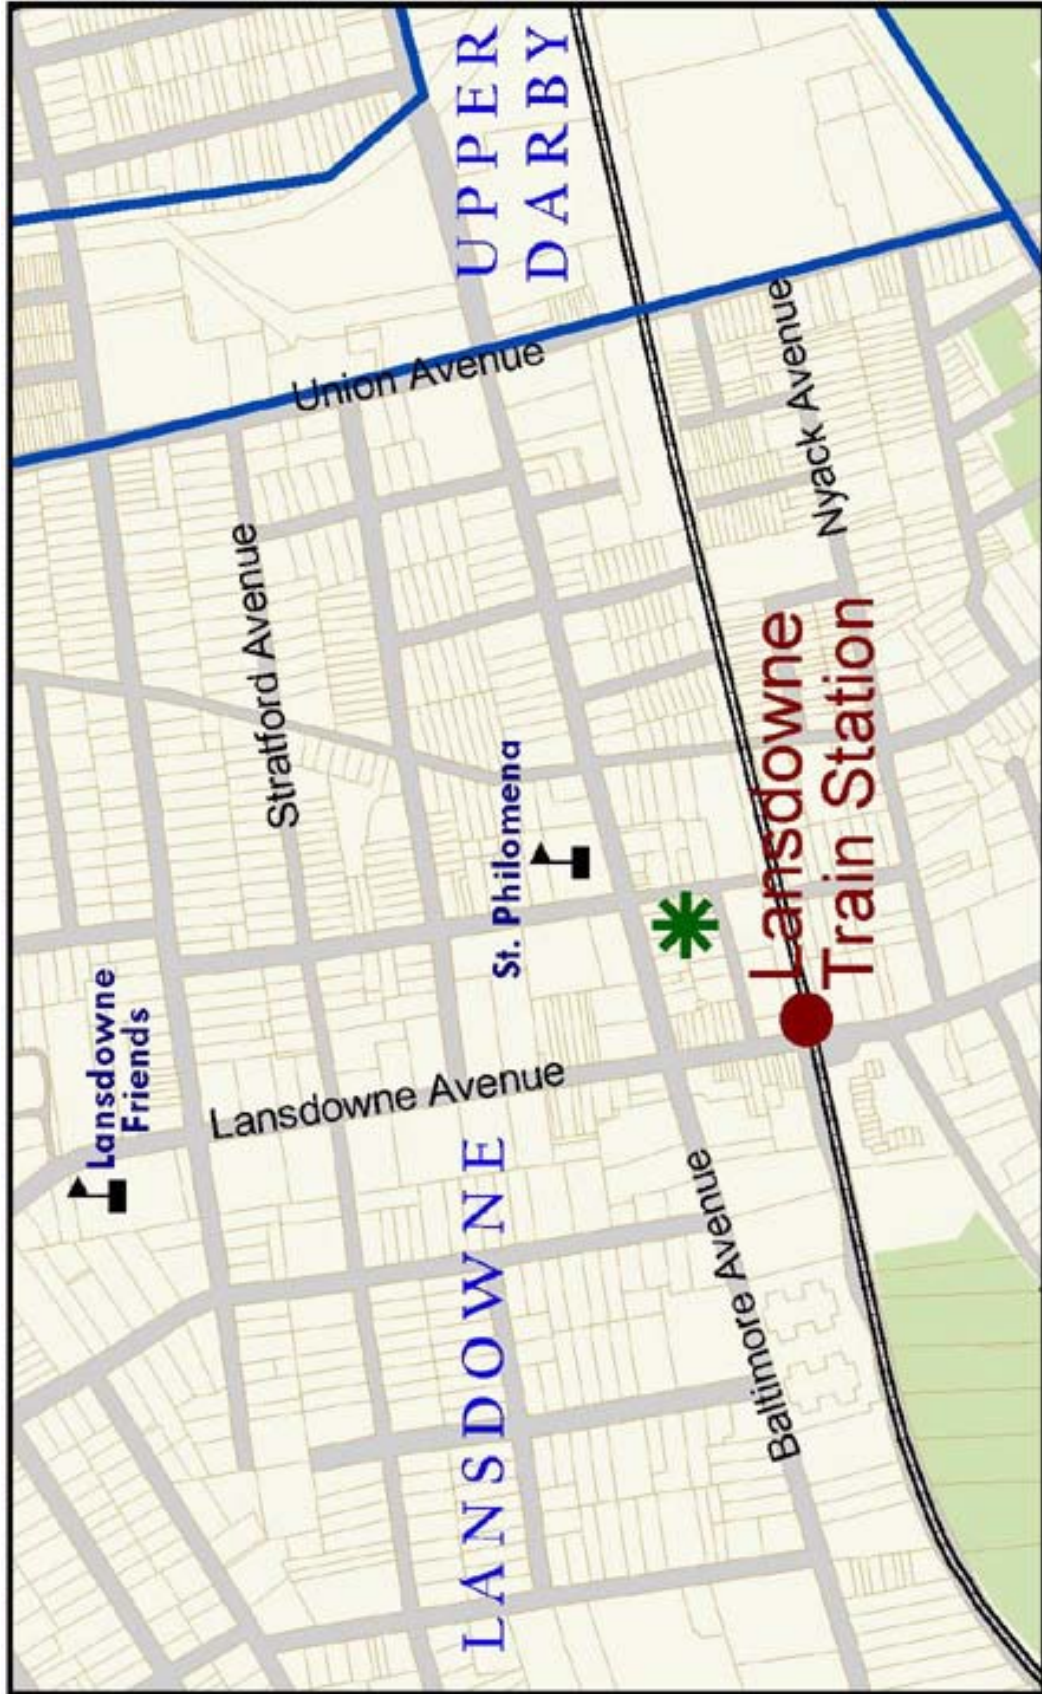 UPPER
DARBY
Union Avenue
Nyack Avenue
Stratford Avenue
Lansdowne
Train Station
St. Philomena
Lansdowne
Friends
Lansdowne Avenue
LANSDOWNE
Baltimore Avenue